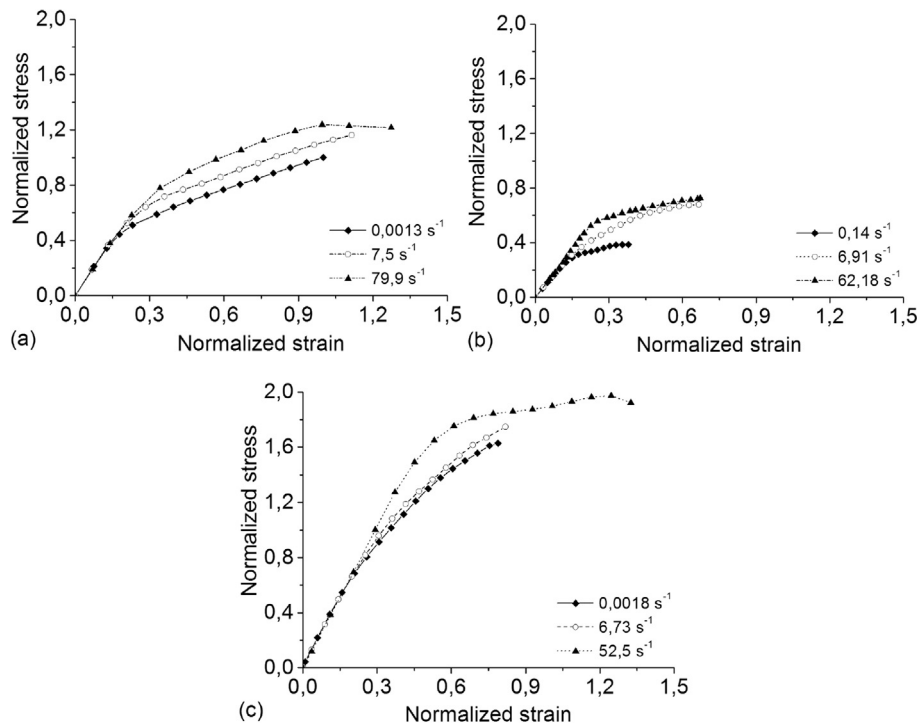 2,0
1,6
1,2
0,8
0,4
0,0
Normalized stress
0,0 0,3 0,6 0,9 1,2 1,5
Normalized strain
0,0013 s⁻¹
7,5 s⁻¹
79,9 s⁻¹
(a)
2,0
1,6
1,2
0,8
0,4
0,0
Normalized stress
0,0 0,3 0,6 0,9 1,2 1,5
Normalized strain
0,14 s⁻¹
6,91 s⁻¹
62,18 s⁻¹
(b)
2,0
1,6
1,2
0,8
0,4
0,0
Normalized stress
0,0 0,3 0,6 0,9 1,2 1,5
Normalized strain
0,0018 s⁻¹
6,73 s⁻¹
52,5 s⁻¹
(c)